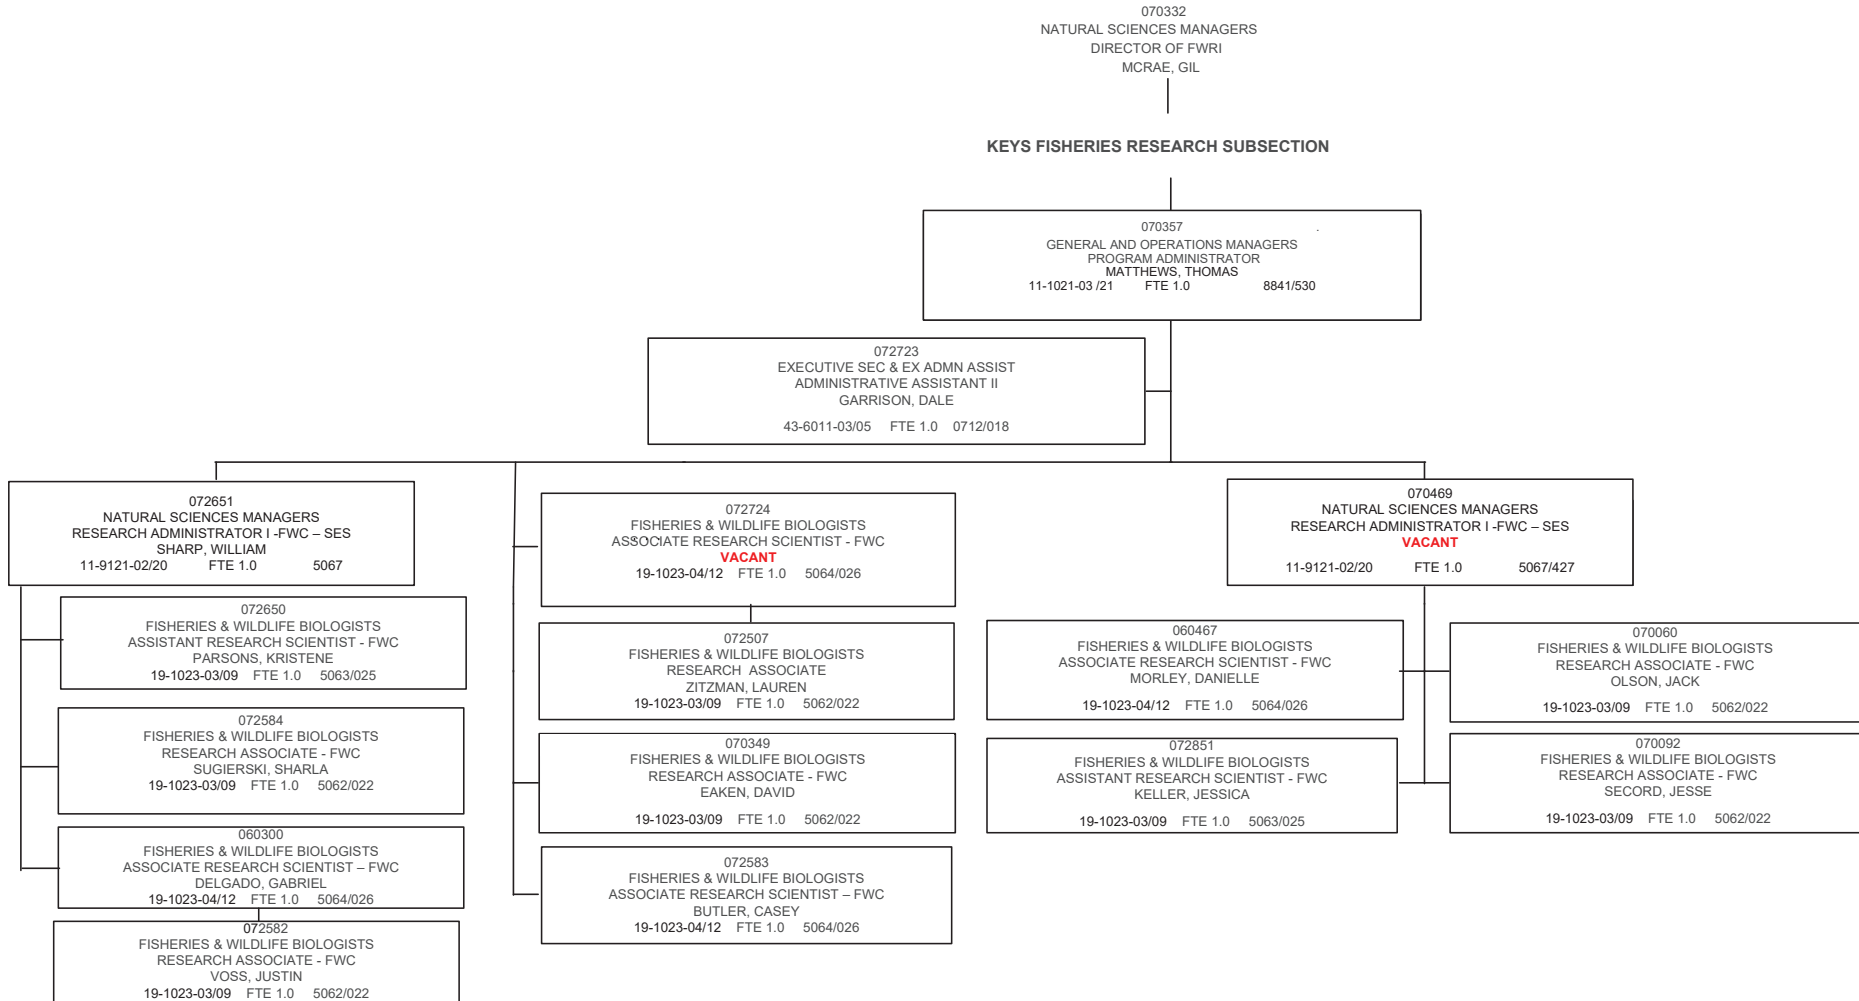 070332
NATURAL SCIENCES MANAGERS
DIRECTOR OF FWRI
MCRAE, GIL
KEYS FISHERIES RESEARCH SUBSECTION
070357
GENERAL AND OPERATIONS MANAGERS
PROGRAM ADMINISTRATOR
MATTHEWS, THOMAS
11-1021-03 /21 FTE 1.0 8841/530
072723
EXECUTIVE SEC & EX ADMN ASSIST
ADMINISTRATIVE ASSISTANT II
GARRISON, DALE
43-6011-03/05 FTE 1.0 0712/018
072651
NATURAL SCIENCES MANAGERS
RESEARCH ADMINISTRATOR I -FWC – SES
SHARP, WILLIAM
11-9121-02/20 FTE 1.0 5067
072650
FISHERIES & WILDLIFE BIOLOGISTS
ASSISTANT RESEARCH SCIENTIST - FWC
PARSONS, KRISTENE
19-1023-03/09 FTE 1.0 5063/025
072584
FISHERIES & WILDLIFE BIOLOGISTS
RESEARCH ASSOCIATE - FWC
SUGIERSKI, SHARLA
19-1023-03/09 FTE 1.0 5062/022
060300
FISHERIES & WILDLIFE BIOLOGISTS
ASSOCIATE RESEARCH SCIENTIST – FWC
DELGADO, GABRIEL
19-1023-04/12 FTE 1.0 5064/026
072582
FISHERIES & WILDLIFE BIOLOGISTS
RESEARCH ASSOCIATE - FWC
VOSS, JUSTIN
19-1023-03/09 FTE 1.0 5062/022
072724
FISHERIES & WILDLIFE BIOLOGISTS
ASSOCIATE RESEARCH SCIENTIST - FWC
VACANT
19-1023-04/12 FTE 1.0 5064/026
072507
FISHERIES & WILDLIFE BIOLOGISTS
RESEARCH ASSOCIATE
ZITZMAN, LAUREN
19-1023-03/09 FTE 1.0 5062/022
070349
FISHERIES & WILDLIFE BIOLOGISTS
RESEARCH ASSOCIATE - FWC
EAKEN, DAVID
19-1023-03/09 FTE 1.0 5062/022
072583
FISHERIES & WILDLIFE BIOLOGISTS
ASSOCIATE RESEARCH SCIENTIST – FWC
BUTLER, CASEY
19-1023-04/12 FTE 1.0 5064/026
070469
NATURAL SCIENCES MANAGERS
RESEARCH ADMINISTRATOR I -FWC – SES
VACANT
11-9121-02/20 FTE 1.0 5067/427
060467
FISHERIES & WILDLIFE BIOLOGISTS
ASSOCIATE RESEARCH SCIENTIST - FWC
MORLEY, DANIELLE
19-1023-04/12 FTE 1.0 5064/026
072851
FISHERIES & WILDLIFE BIOLOGISTS
ASSISTANT RESEARCH SCIENTIST - FWC
KELLER, JESSICA
19-1023-03/09 FTE 1.0 5063/025
070060
FISHERIES & WILDLIFE BIOLOGISTS
RESEARCH ASSOCIATE - FWC
OLSON, JACK
19-1023-03/09 FTE 1.0 5062/022
070092
FISHERIES & WILDLIFE BIOLOGISTS
RESEARCH ASSOCIATE - FWC
SECORD, JESSE
19-1023-03/09 FTE 1.0 5062/022